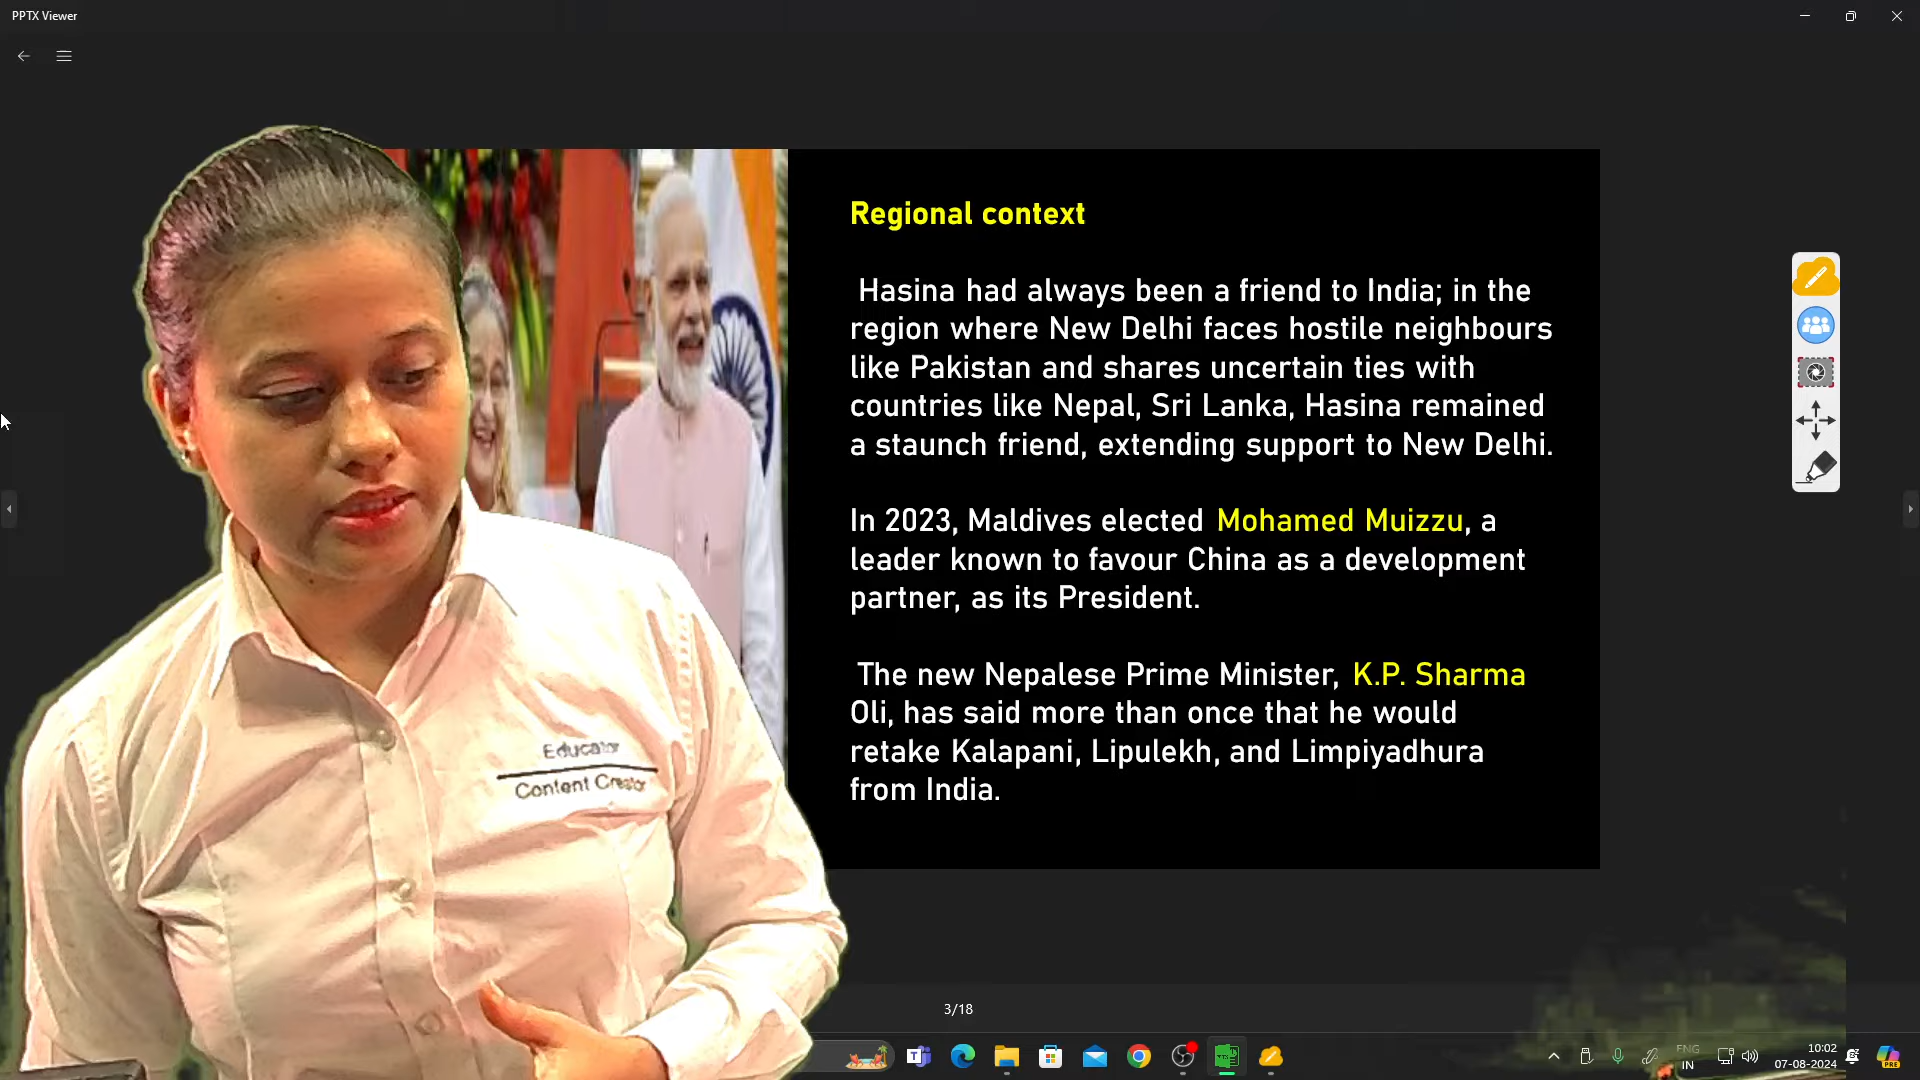 PPTX Viewer
Regional context
Hasina had always been a friend to India; in the
region where New Delhi faces hostile neighbours
like Pakistan and shares uncertain ties with
countries like Nepal, Sri Lanka, Hasina remained
a staunch friend, extending support to New Delhi.
In 2023, Maldives elected Mohamed Muizzu, a
leader known to favour China as a development
partner, as its President.
The new Nepalese Prime Minister, K.P. Sharma
Oli, has said more than once that he would
retake Kalapani, Lipulekh, and Limpiyadhura
from India.
Educator
Content Creator
3/18
ENG
IN
10:02
07-08-2024
PRE